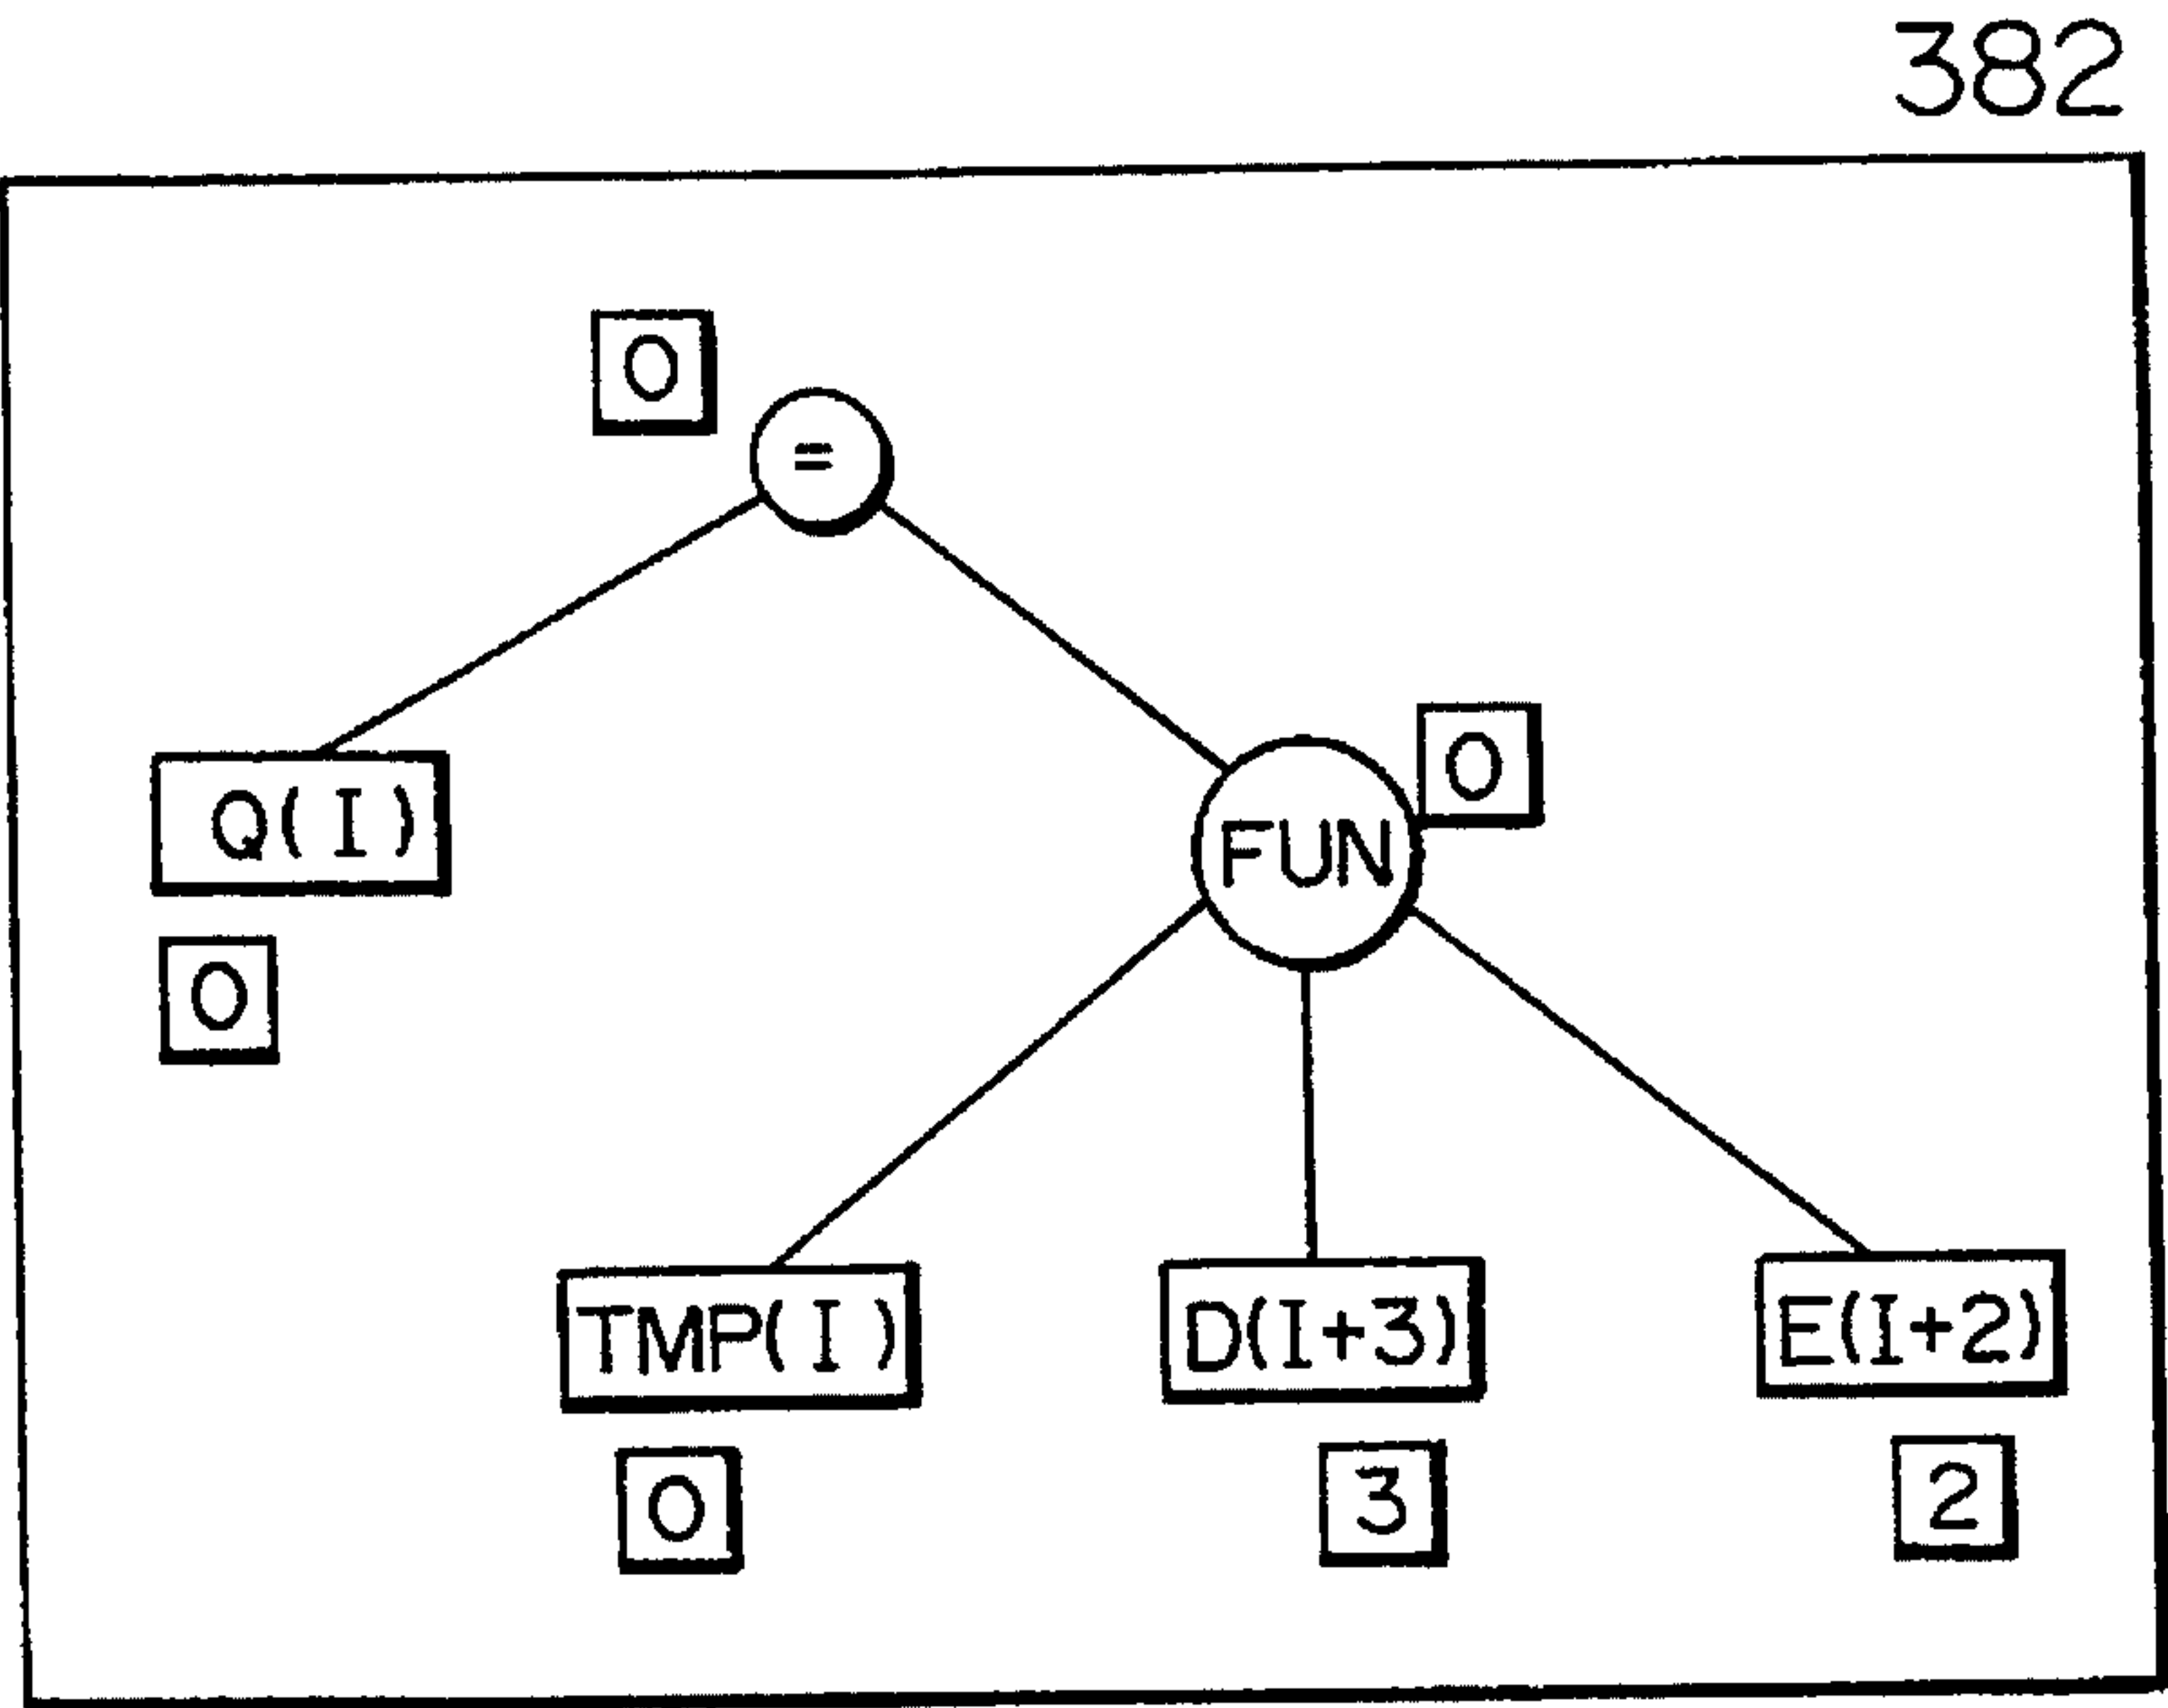 382
0
=
0
Q(I)
FUN
0
TMP(I)
D(I+3)
E(I+2)
0
3
2